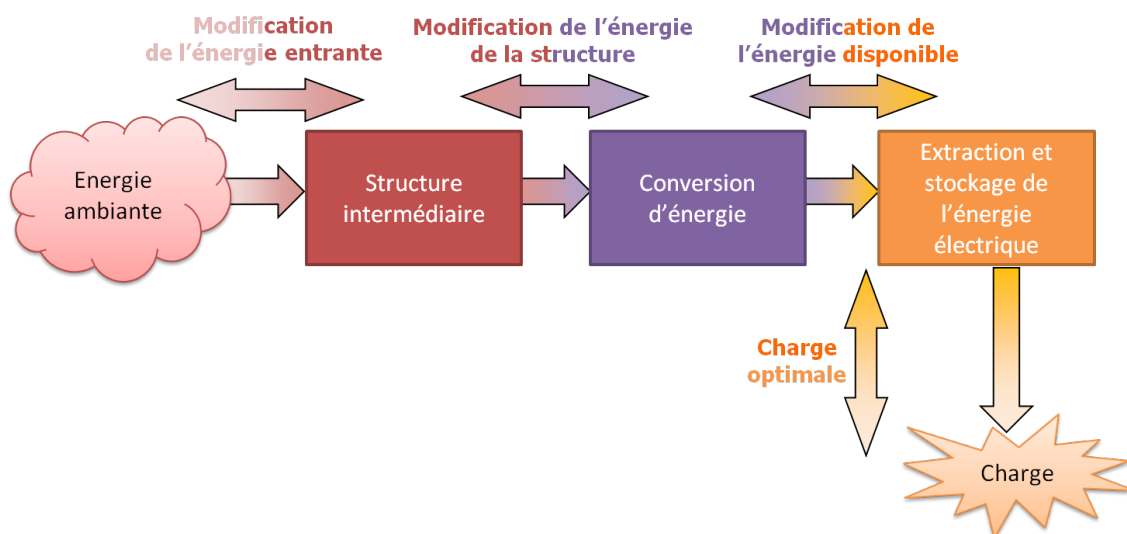 Modification
de l’énergie entrante
Modification de l’énergie
de la structure
Modification de
l’énergie disponible
Energie
ambiante
Structure
intermédiaire
Conversion
d’énergie
Extraction et
stockage de
l’énergie
électrique
Charge
optimale
Charge